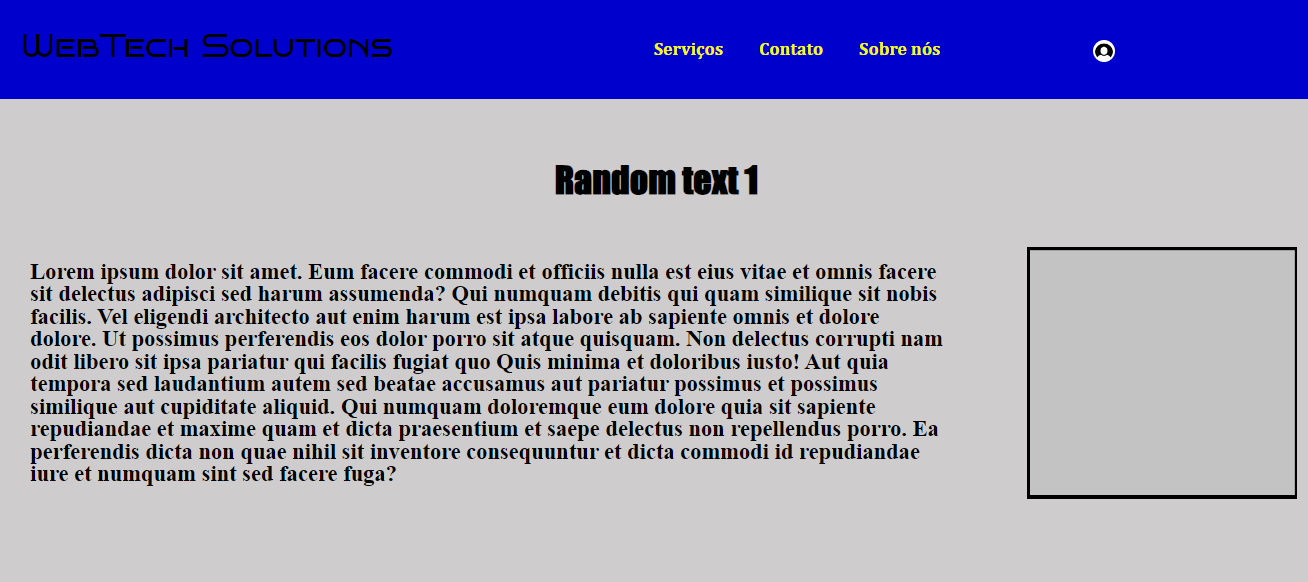 WebTech Solutions
Serviços Contato Sobre nós
Random text 1
Lorem ipsum dolor sit amet. Eum facere commodi et officiis nulla est eius vitae et omnis facere
sit delectus adipisci sed harum assumenda? Qui numquam debitis qui quam similique sit nobis
facilis. Vel eligendi architecto aut enim harum est ipsa labore ab sapiente omnis et dolore
dolore. Ut possimus perferendis eos dolor porro sit atque quisquam. Non delectus corrupti nam
odit libero sit ipsa pariatur qui facilis fugiat quo Quis minima et doloribus iusto! Aut quia
tempora sed laudantium autem sed beatae accusamus aut pariatur possimus et possimus
similique aut cupiditate aliquid. Qui numquam doloremque eum dolore quia sit sapiente
repudiandae et maxime quam et dicta praesentium et saepe delectus non repellendus porro. Ea
perferendis dicta non quae nihil sit inventore consequuntur et dicta commodi id repudiandae
iure et numquam sint sed facere fuga?